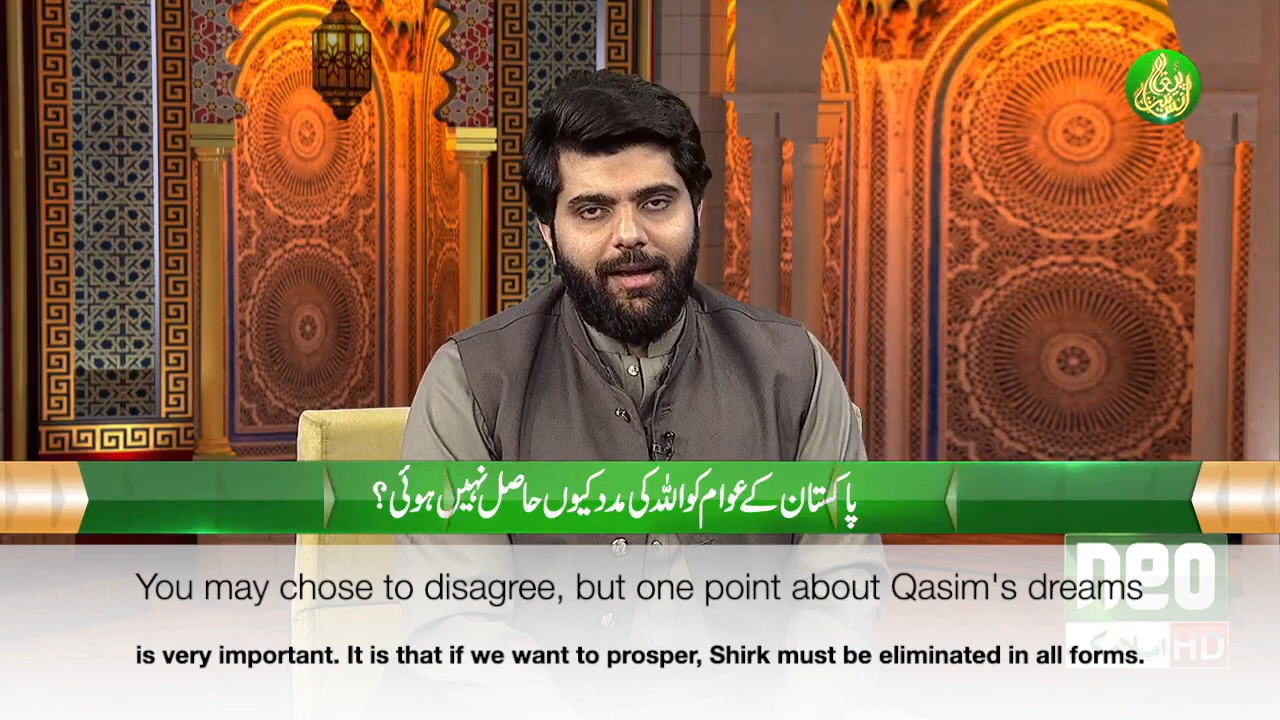 پاکستان کے عوام کو اللہ کی مدد کیوں حاصل نہیں ہوئی؟
You may chose to disagree, but one point about Qasim's dreams
is very important. It is that if we want to prosper, Shirk must be eliminated in all forms.
neo
HD